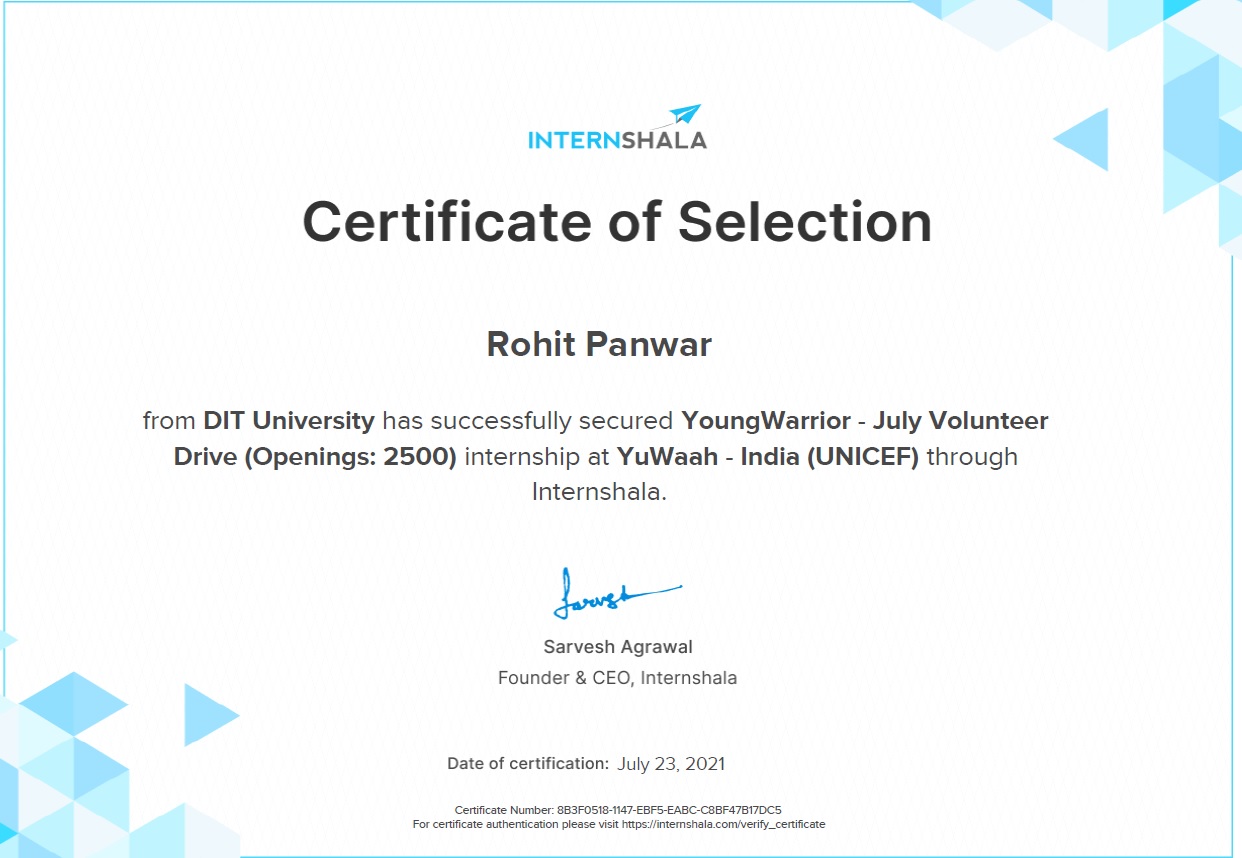 INTERNSHALA
Certificate of Selection
Rohit Panwar
from DIT University has successfully secured YoungWarrior - July Volunteer
Drive (Openings: 2500) internship at YuWaah - India (UNICEF) through
Internshala.
Sarvesh
Sarvesh Agrawal
Founder & CEO, Internshala
Date of certification: July 23, 2021
Certificate Number: 8B3F0518-1147-EBF5-EABC-C8BF47B17DC5
For certificate authentication please visit https://internshala.com/verify_certificate